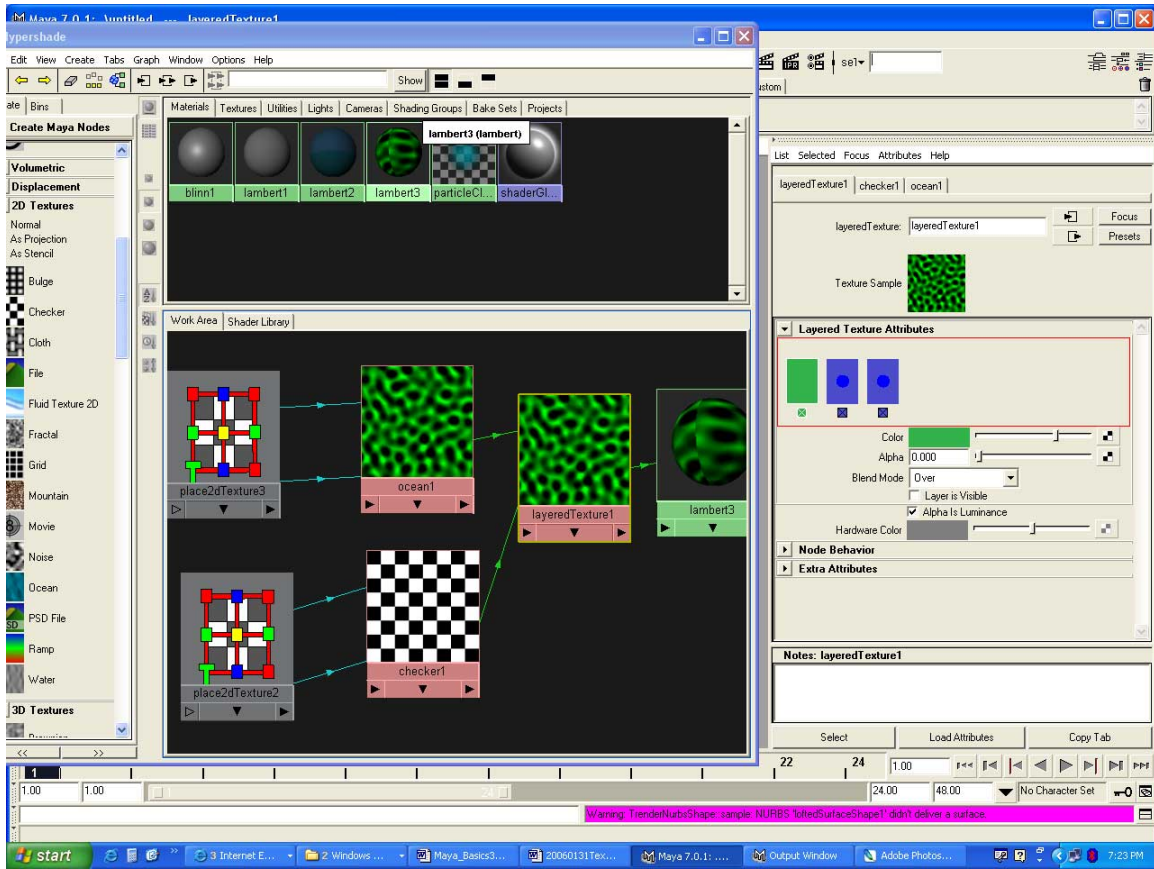 Maya 7.0.1: .\untitled --- layeredTexture1
Hypershade
Edit View Create Tabs Graph Window Options Help
Show
sel
ustom
ate Bins
Create Maya Nodes
Volumetric
Displacement
2D Textures
Normal
As Projection
As Stencil
Bulge
Checker
Cloth
File
Fluid Texture 2D
Fractal
Grid
Mountain
Movie
Noise
Ocean
PSD File
Ramp
Water
3D Textures
<< >>
Materials Textures Utilities Lights Cameras Shading Groups Bake Sets Projects
lambert3 (lambert)
blinn1 lambert1 lambert2 lambert3 particleCl... shaderGl...
Work Area Shader Library
place2dTexture3
ocean1
layeredTexture1
lambert3
place2dTexture2
checker1
List Selected Focus Attributes Help
layeredTexture1 checker1 ocean1
layeredTexture: layeredTexture1
Focus
Presets
Texture Sample
Layered Texture Attributes
Color
Alpha 0.000
Blend Mode Over
Layer is Visible
Alpha Is Luminance
Hardware Color
Node Behavior
Extra Attributes
Notes: layeredTexture1
Select Load Attributes Copy Tab
1 22 24 1.00
1.00 1.00 1 24 24.00 48.00 No Character Set
Warning: TrenderNurbsShape::sample: NURBS 'loftedSurfaceShape1' didn't deliver a surface.
start 3 Internet E... 2 Windows ... Maya_Basics3... 20060131Tex... Maya 7.0.1: .... Output Window Adobe Photos... 7:23 PM